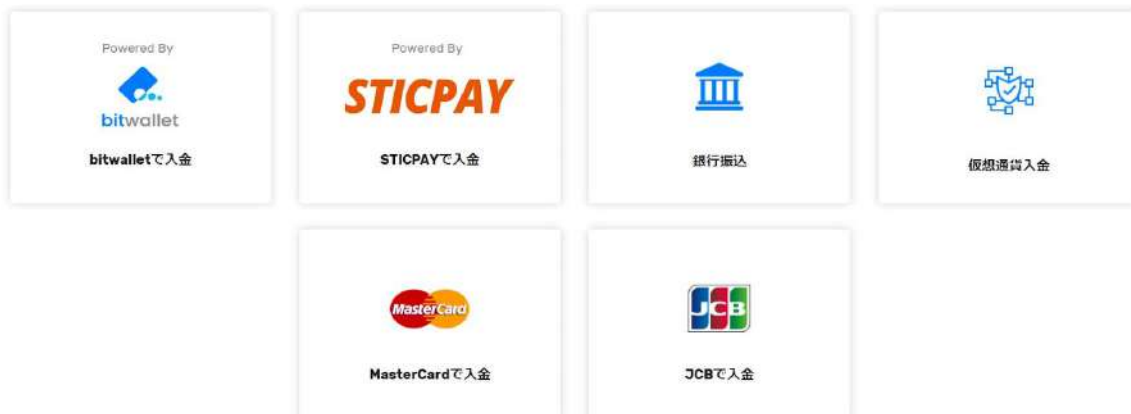 Powered By
bitwallet
bitwalletで入金
Powered By
STICPAY
STICPAYで入金
銀行振込
仮想通貨入金
MasterCard
MasterCardで入金
JCB
JCBで入金